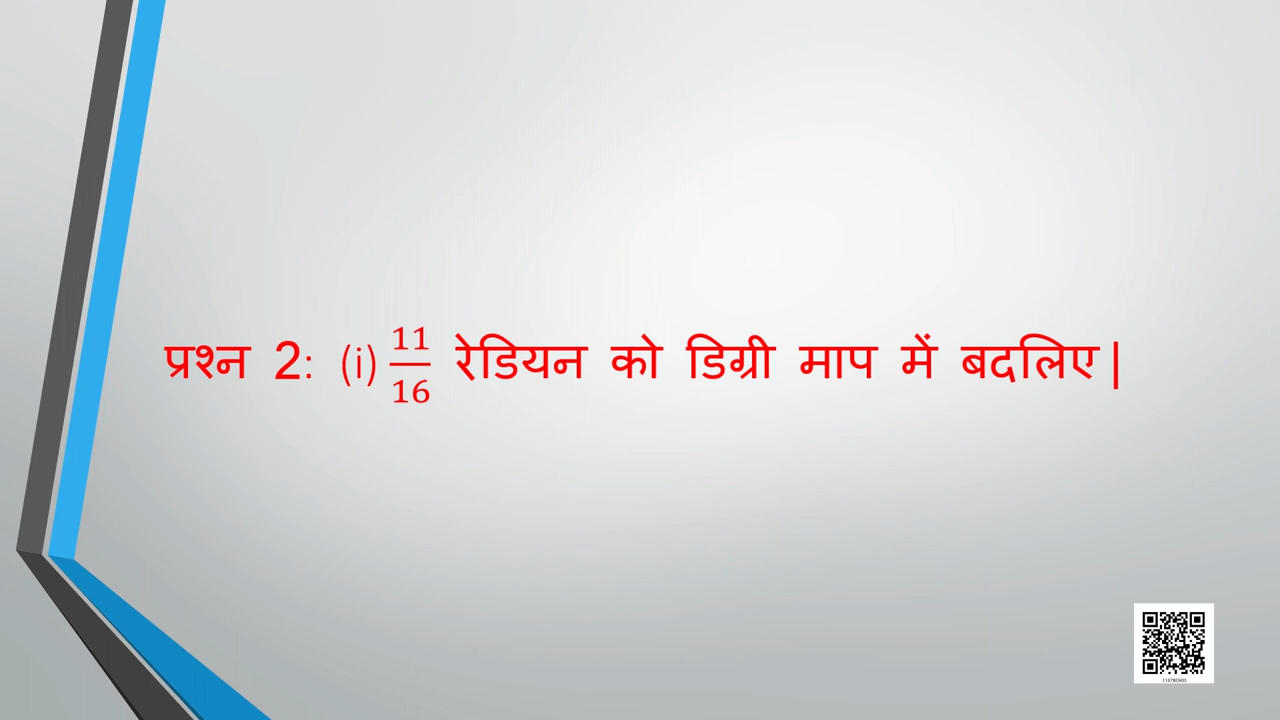 प्रश्न 2: (i) 11/16 रेडियन को डिग्री माप में बदलिए|